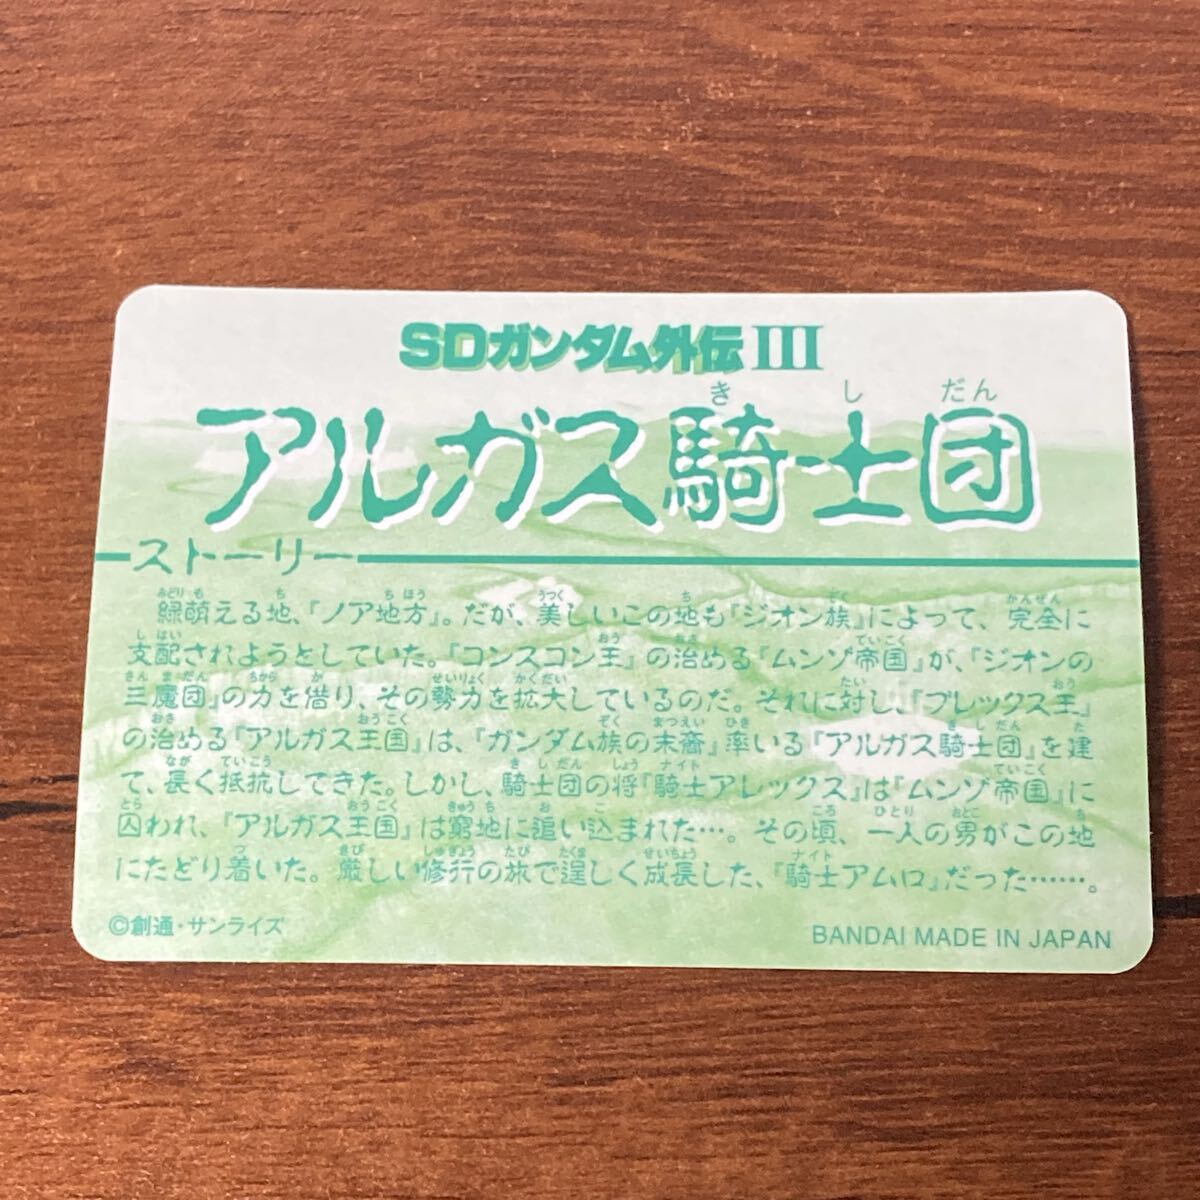 SDガンダム外伝III
アルガス騎士団
きしだん
ストーリー
緑萌える地、『ノア地方』。だが、美しいこの地も『ジオン族』によって、完全に
支配されようとしていた。『コンスコン王』の治める『ムンゾ帝国』が、『ジオンの
三魔団』の力を借り、その勢力を拡大しているのだ。それに対し、『ブレックス王』
の治める『アルガス王国』は、『ガンダム族の末裔』率いる『アルガス騎士団』を建
て、長く抵抗してきた。しかし、騎士団の将『騎士アレックス』は『ムンゾ帝国』に
囚われ、『アルガス王国』は窮地に追い込まれた…。その頃、一人の男がこの地
にたどり着いた。厳しい修行の旅で逞しく成長した、『騎士アムロ』だった……。
©創通・サンライズ
BANDAI MADE IN JAPAN